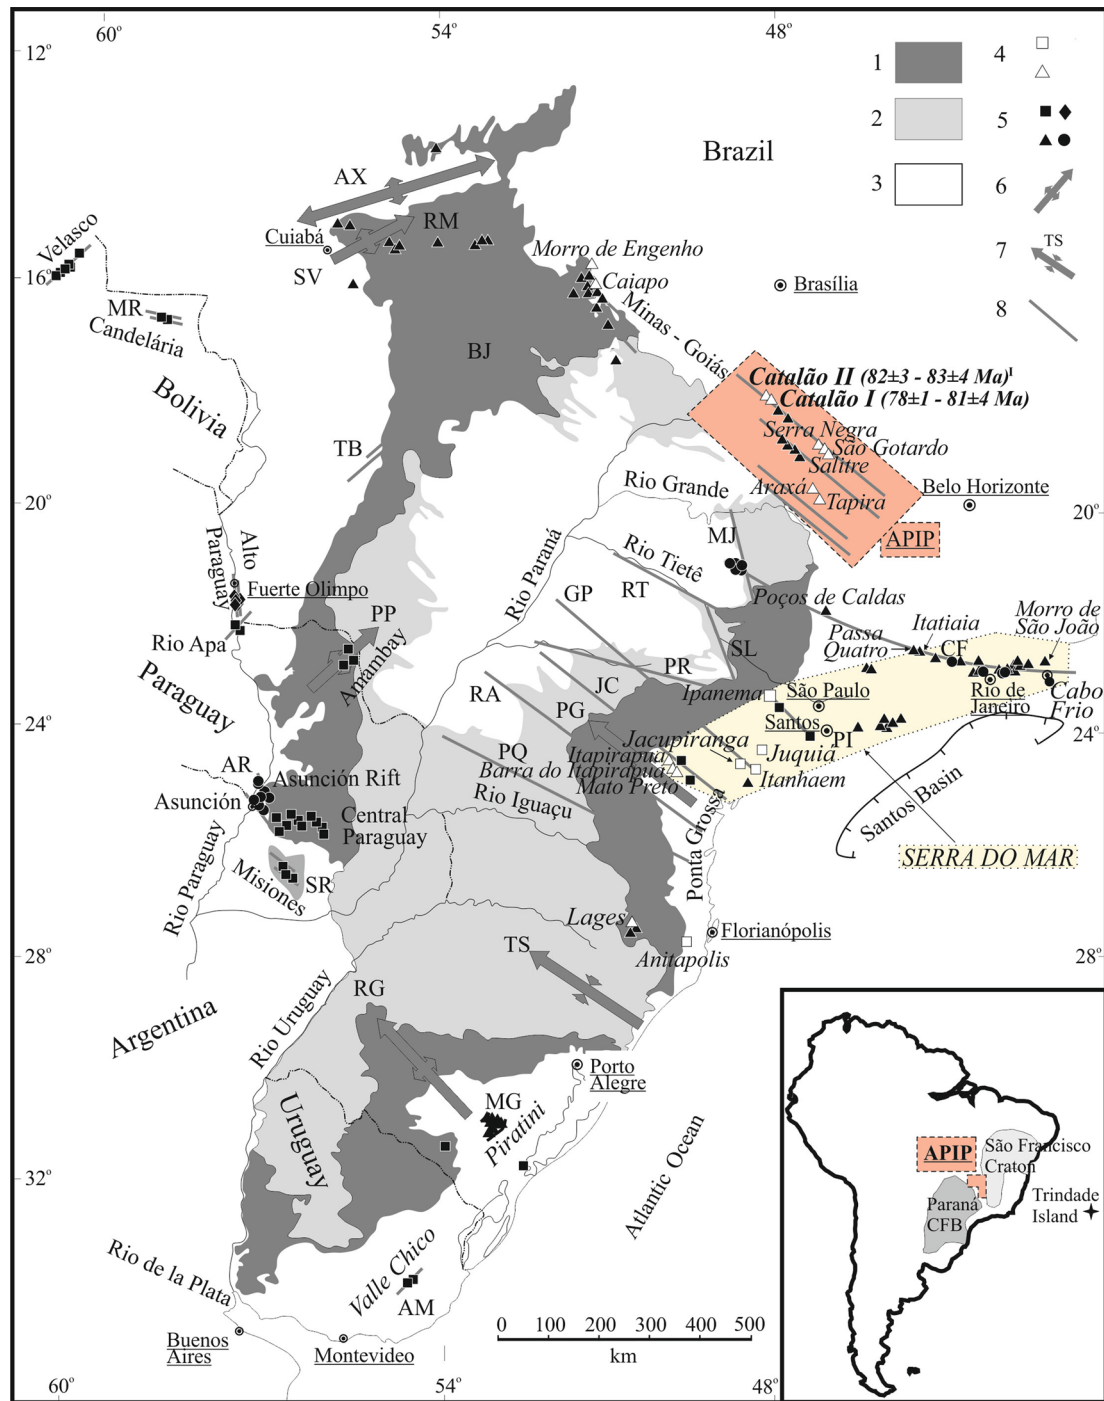 60°
54°
48°
12°
1
2
3
4
5
6
7
TS
8
Brazil
AX
RM
Cuiabá
SV
Velasco
MR
Candelária
16°
Morro de Engenho
Caiapo
Minas - Goiás
Brasília
BJ
Bolivia
TB
Catalão II (82±3 - 83±4 Ma)I
Catalão I (78±1 - 81±4 Ma)
Serra Negra
São Gotardo
Salitre
Araxá
Tapira
Belo Horizonte
APIP
Rio Grande
20°
20°
Rio Paraná
Rio Tietê
MJ
GP
RT
Alto
Paraguay
Fuerte Olimpo
PP
Rio Apa
Amambay
Poços de Caldas
Passa
Quatro
Itatiaia
Morro de
São João
CF
SL
PR
JC
RA
PG
Ipanema
São Paulo
Santos
PI
Rio de
Janeiro
Cabo
Frio
Paraguay
24°
24°
PQ
Jacupiranga
Itapirapuã
Barra do Itapirapuã
Mato Preto
Juquiá
Itanhaem
Rio Iguaçu
AR
Asunción Rift
Asunción
Central
Paraguay
Santos Basin
SERRA DO MAR
Rio Paraguay
Misiones
SR
Ponta Grossa
Lages
Florianópolis
Anitapolis
28°
28°
TS
RG
Argentina
Rio Uruguay
Uruguay
Porto
Alegre
MG
Piratini
Atlantic Ocean
32°
Rio de la Plata
Valle Chico
AM
Buenos
Aires
Montevideo
0 100 200 300 400 500
km
APIP
São Francisco
Craton
Paraná
CFB
Trindade
Island
60°
54°
48°